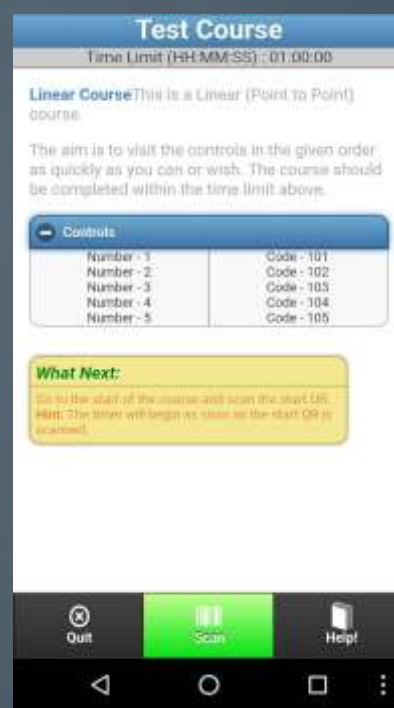 Test Course
Time Limit (HH:MM:SS) : 01:00:00
Linear CourseThis is a Linear (Point to Point)
course.
The aim is to visit the controls in the given order
as quickly as you can or wish. The course should
be completed within the time limit above.
Controls
Number - 1 Code - 101
Number - 2 Code - 102
Number - 3 Code - 103
Number - 4 Code - 104
Number - 5 Code - 105
What Next:
Go to the start of the course and scan the start QR.
Hint: The timer will begin as soon as the start QR is
scanned.
Quit Scan Help!